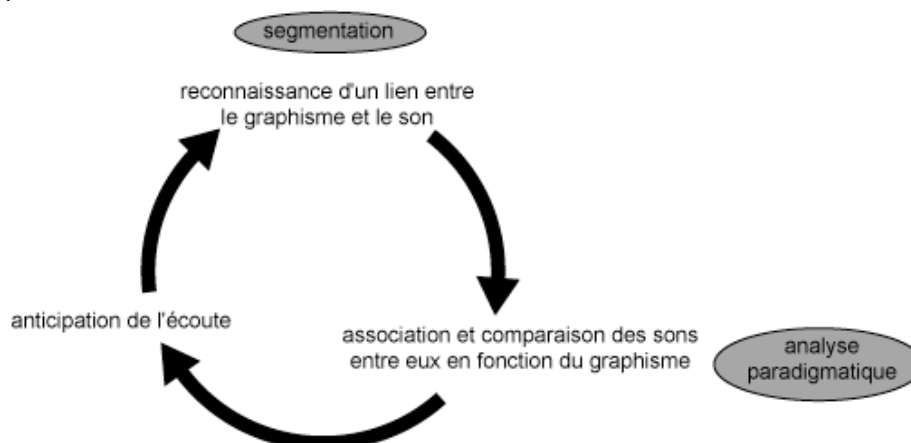 segmentation
reconnaissance d'un lien entre
le graphisme et le son
anticipation de l'écoute
association et comparaison des sons
entre eux en fonction du graphisme
analyse
paradigmatique